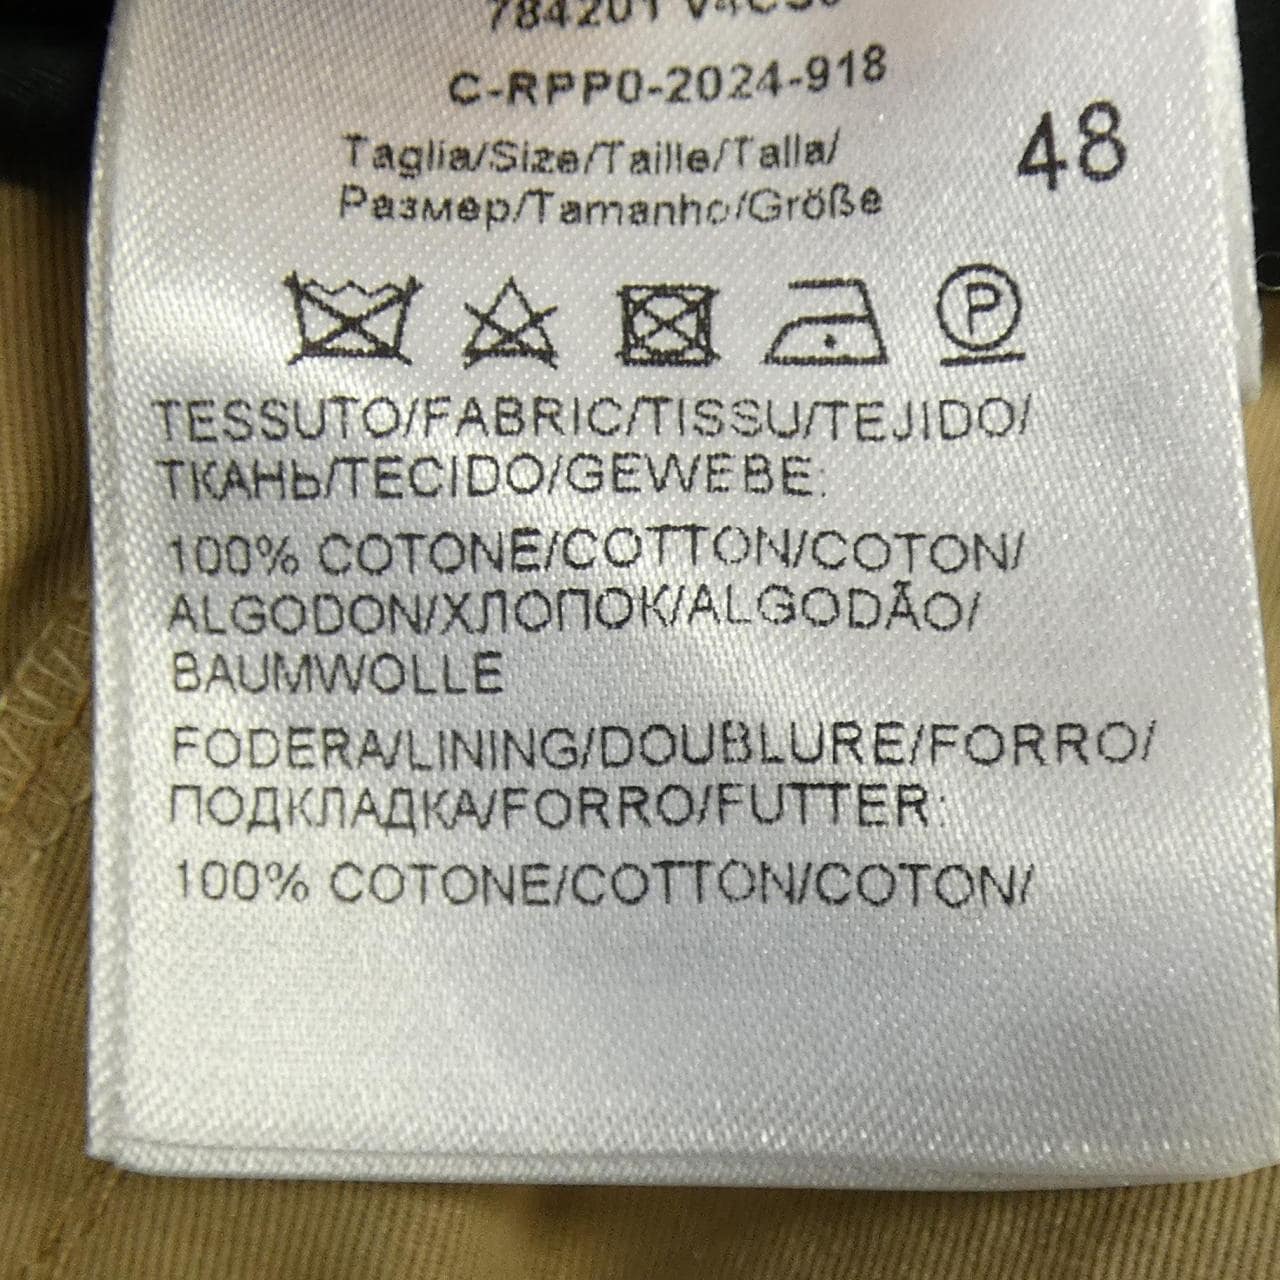 784201
C-RPP0-2024-918
Taglia/Size/Taille/Talla/
Размер/Tamanho/Größe
48
P
TESSUTO/FABRIC/TISSU/TEJIDO/
ТКАНЬ/TECIDO/GEWEBE:
100% COTONE/COTTON/COTON/
ALGODON/ХЛОПОК/ALGODÃO/
BAUMWOLLE
FODERA/LINING/DOUBLURE/FORRO/
ПОДКЛАДКА/FORRO/FUTTER:
100% COTONE/COTTON/COTON/